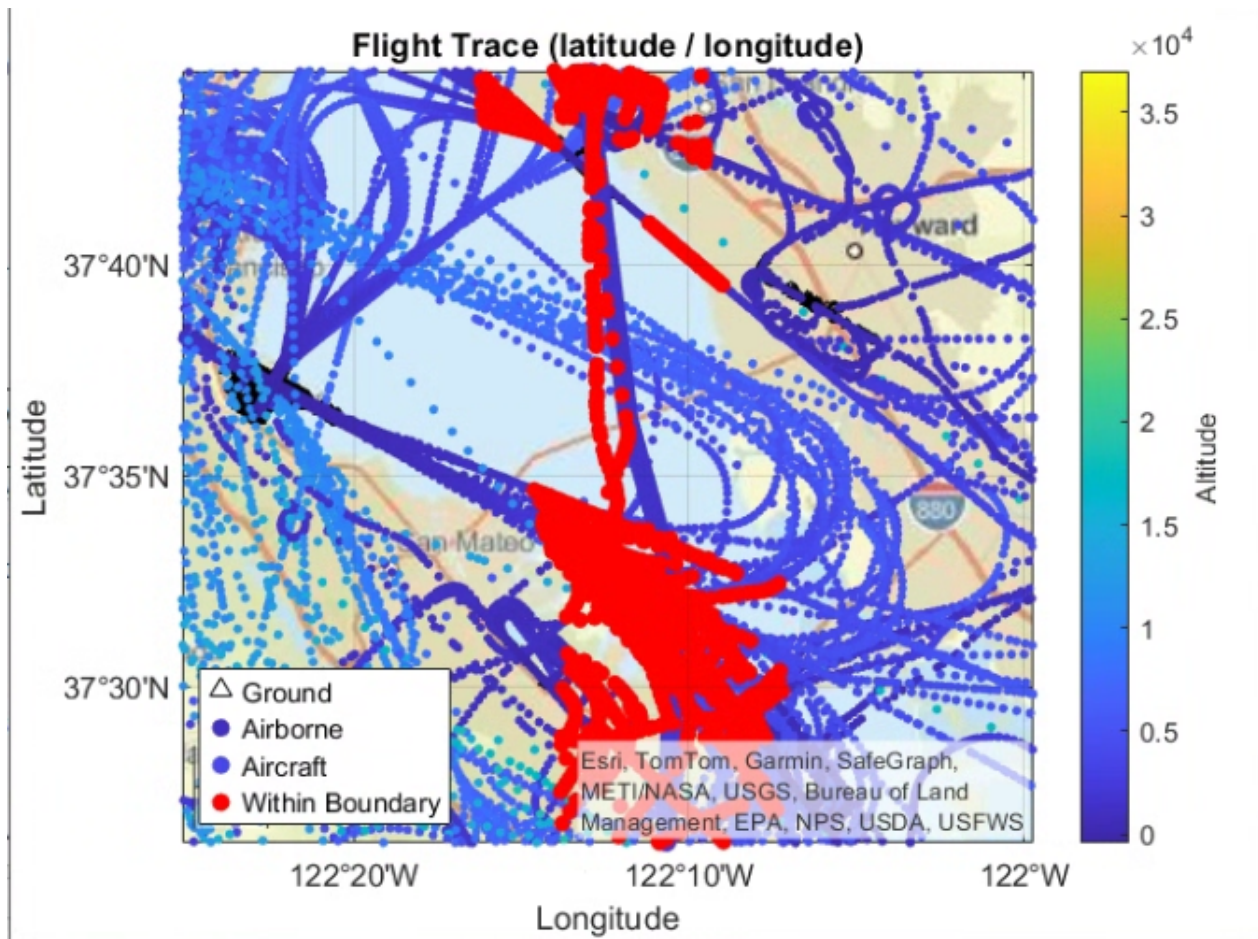 Flight Trace (latitude / longitude)
×10⁴
3.5
3
2.5
2
1.5
1
0.5
0
Altitude
Latitude
37°40'N
37°35'N
37°30'N
ward
San Mateo
880
Ground
Airborne
Aircraft
Within Boundary
Esri, TomTom, Garmin, SafeGraph,
METI/NASA, USGS, Bureau of Land
Management, EPA, NPS, USDA, USFWS
122°20'W
122°10'W
122°W
Longitude